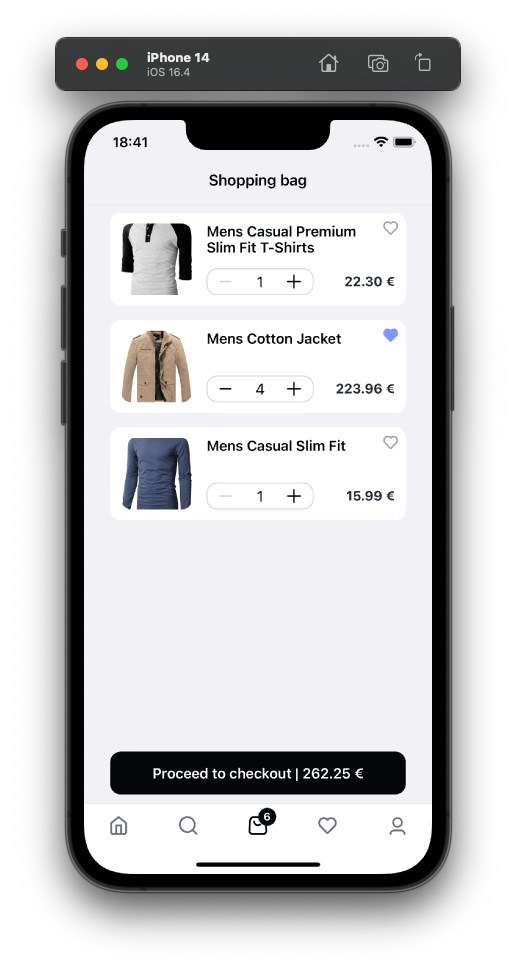 iPhone 14
iOS 16.4
18:41
Shopping bag
Mens Casual Premium
Slim Fit T-Shirts
1
22.30 €
Mens Cotton Jacket
4
223.96 €
Mens Casual Slim Fit
1
15.99 €
Proceed to checkout | 262.25 €
6